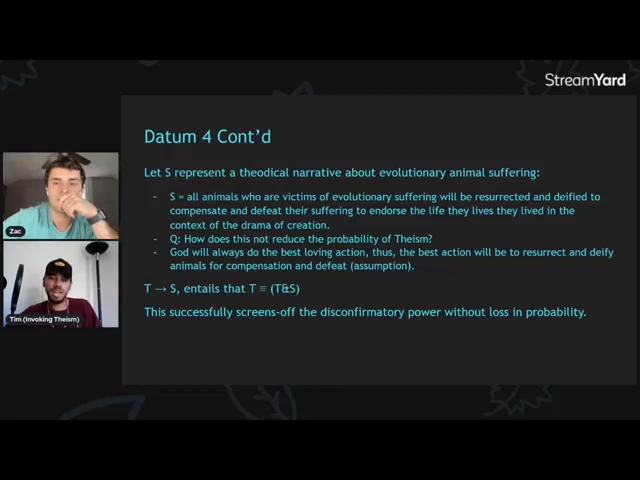 StreamYard
Datum 4 Cont'd
Let S represent a theodical narrative about evolutionary animal suffering:
- S = all animals who are victims of evolutionary suffering will be resurrected and deified to
compensate and defeat their suffering to endorse the life they lives they lived in the
context of the drama of creation.
- Q: How does this not reduce the probability of Theism?
- God will always do the best loving action, thus, the best action will be to resurrect and deify
animals for compensation and defeat (assumption).
T → S, entails that T ≡ (T&S)
This successfully screens-off the disconfirmatory power without loss in probability.
Zac
Tim (Invoking Theism)